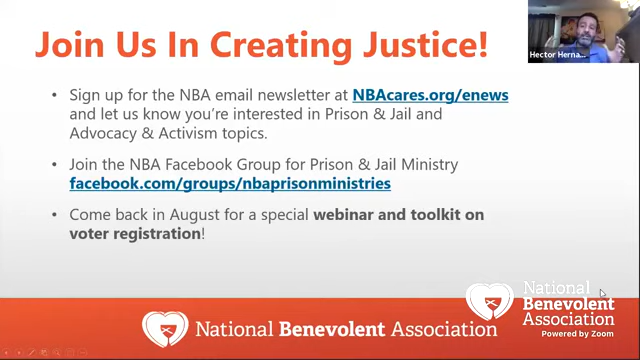 Join Us In Creating Justice!
Hector Herna...
• Sign up for the NBA email newsletter at NBAcares.org/enews
and let us know you’re interested in Prison & Jail and
Advocacy & Activism topics.
• Join the NBA Facebook Group for Prison & Jail Ministry
facebook.com/groups/nbaprisonministries
• Come back in August for a special webinar and toolkit on
voter registration!
National
Benevolent
Association
Powered by Zoom
National Benevolent Association